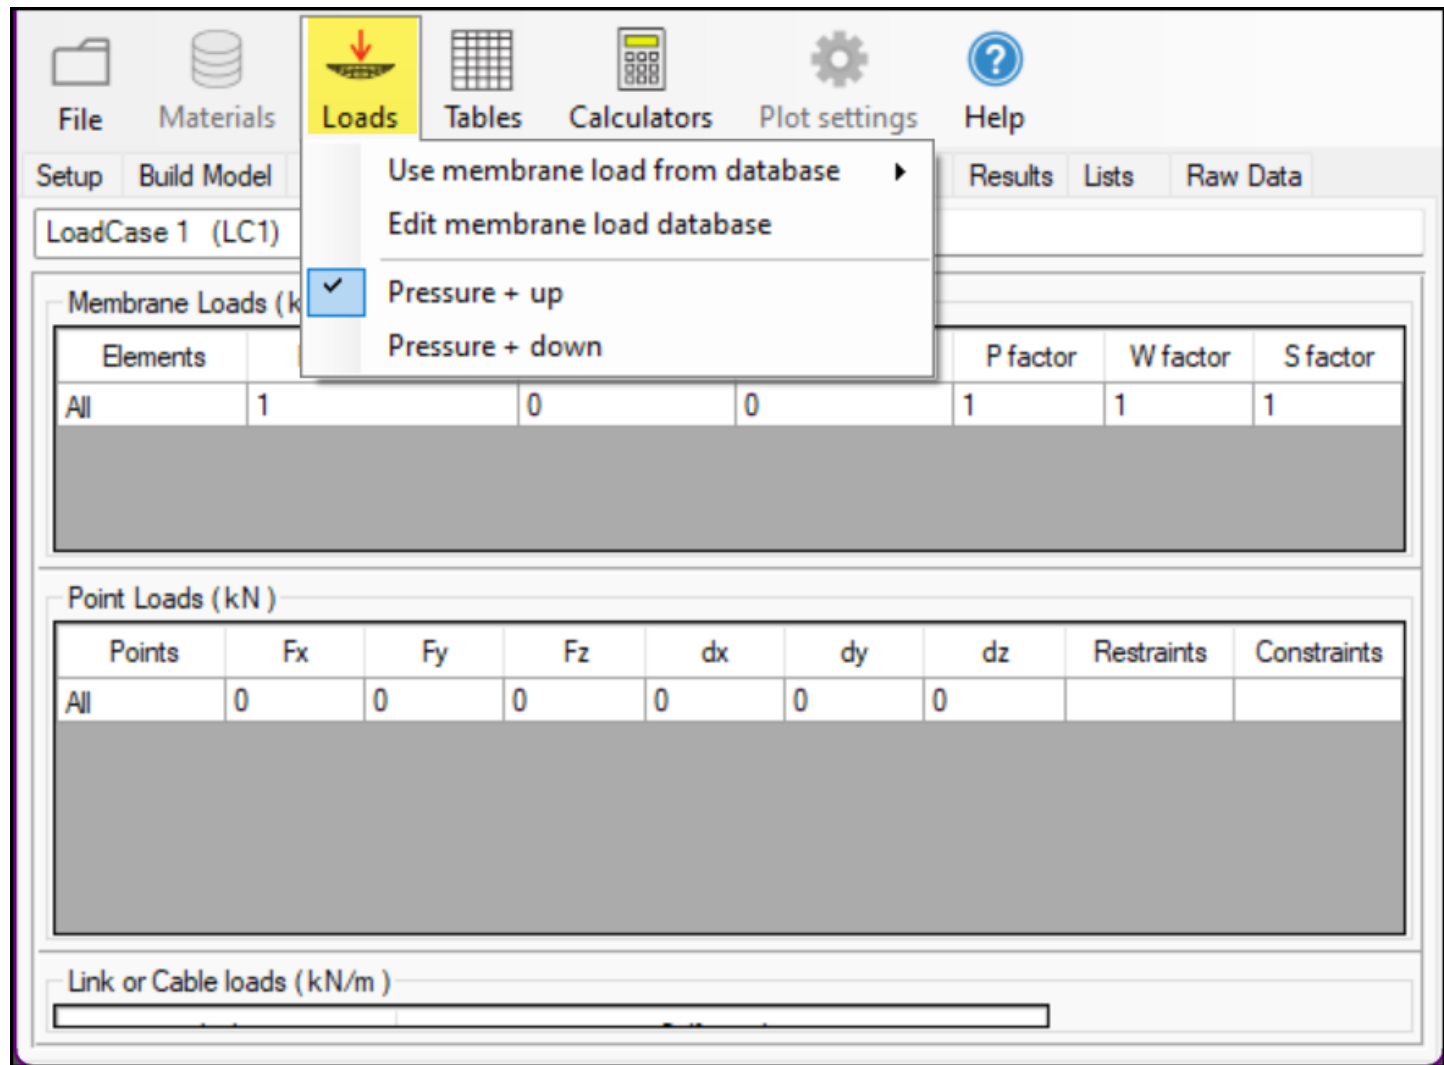 File Materials Loads Tables Calculators Plot settings Help
Setup Build Model Results Lists Raw Data
Use membrane load from database
Edit membrane load database
Pressure + up
Pressure + down
LoadCase 1 (LC1)
Membrane Loads ( k
Elements P factor W factor S factor
All 1 0 0 1 1 1
Point Loads ( kN )
Points Fx Fy Fz dx dy dz Restraints Constraints
All 0 0 0 0 0 0
Link or Cable loads ( kN/m )